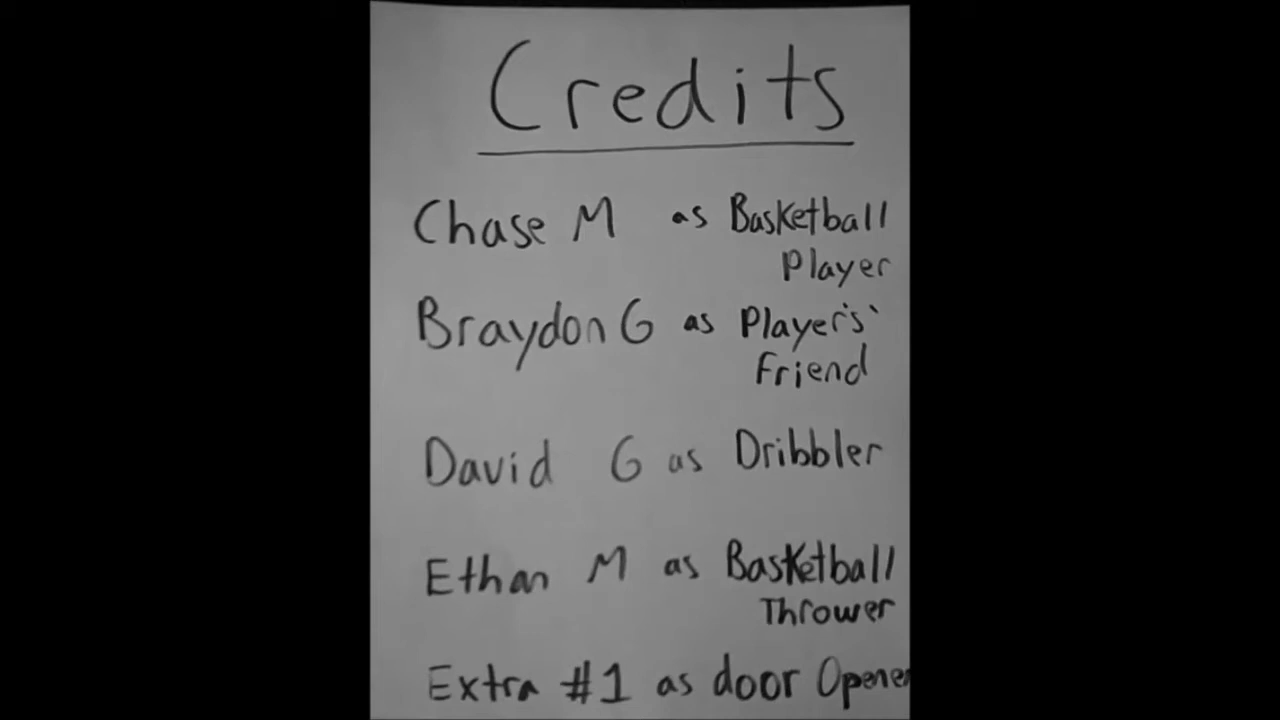 Credits
Chase M as Basketball
Player
Braydon G as Player's'
Friend
David G as Dribbler
Ethan M as Basketball
Thrower
Extra #1 as door Opener